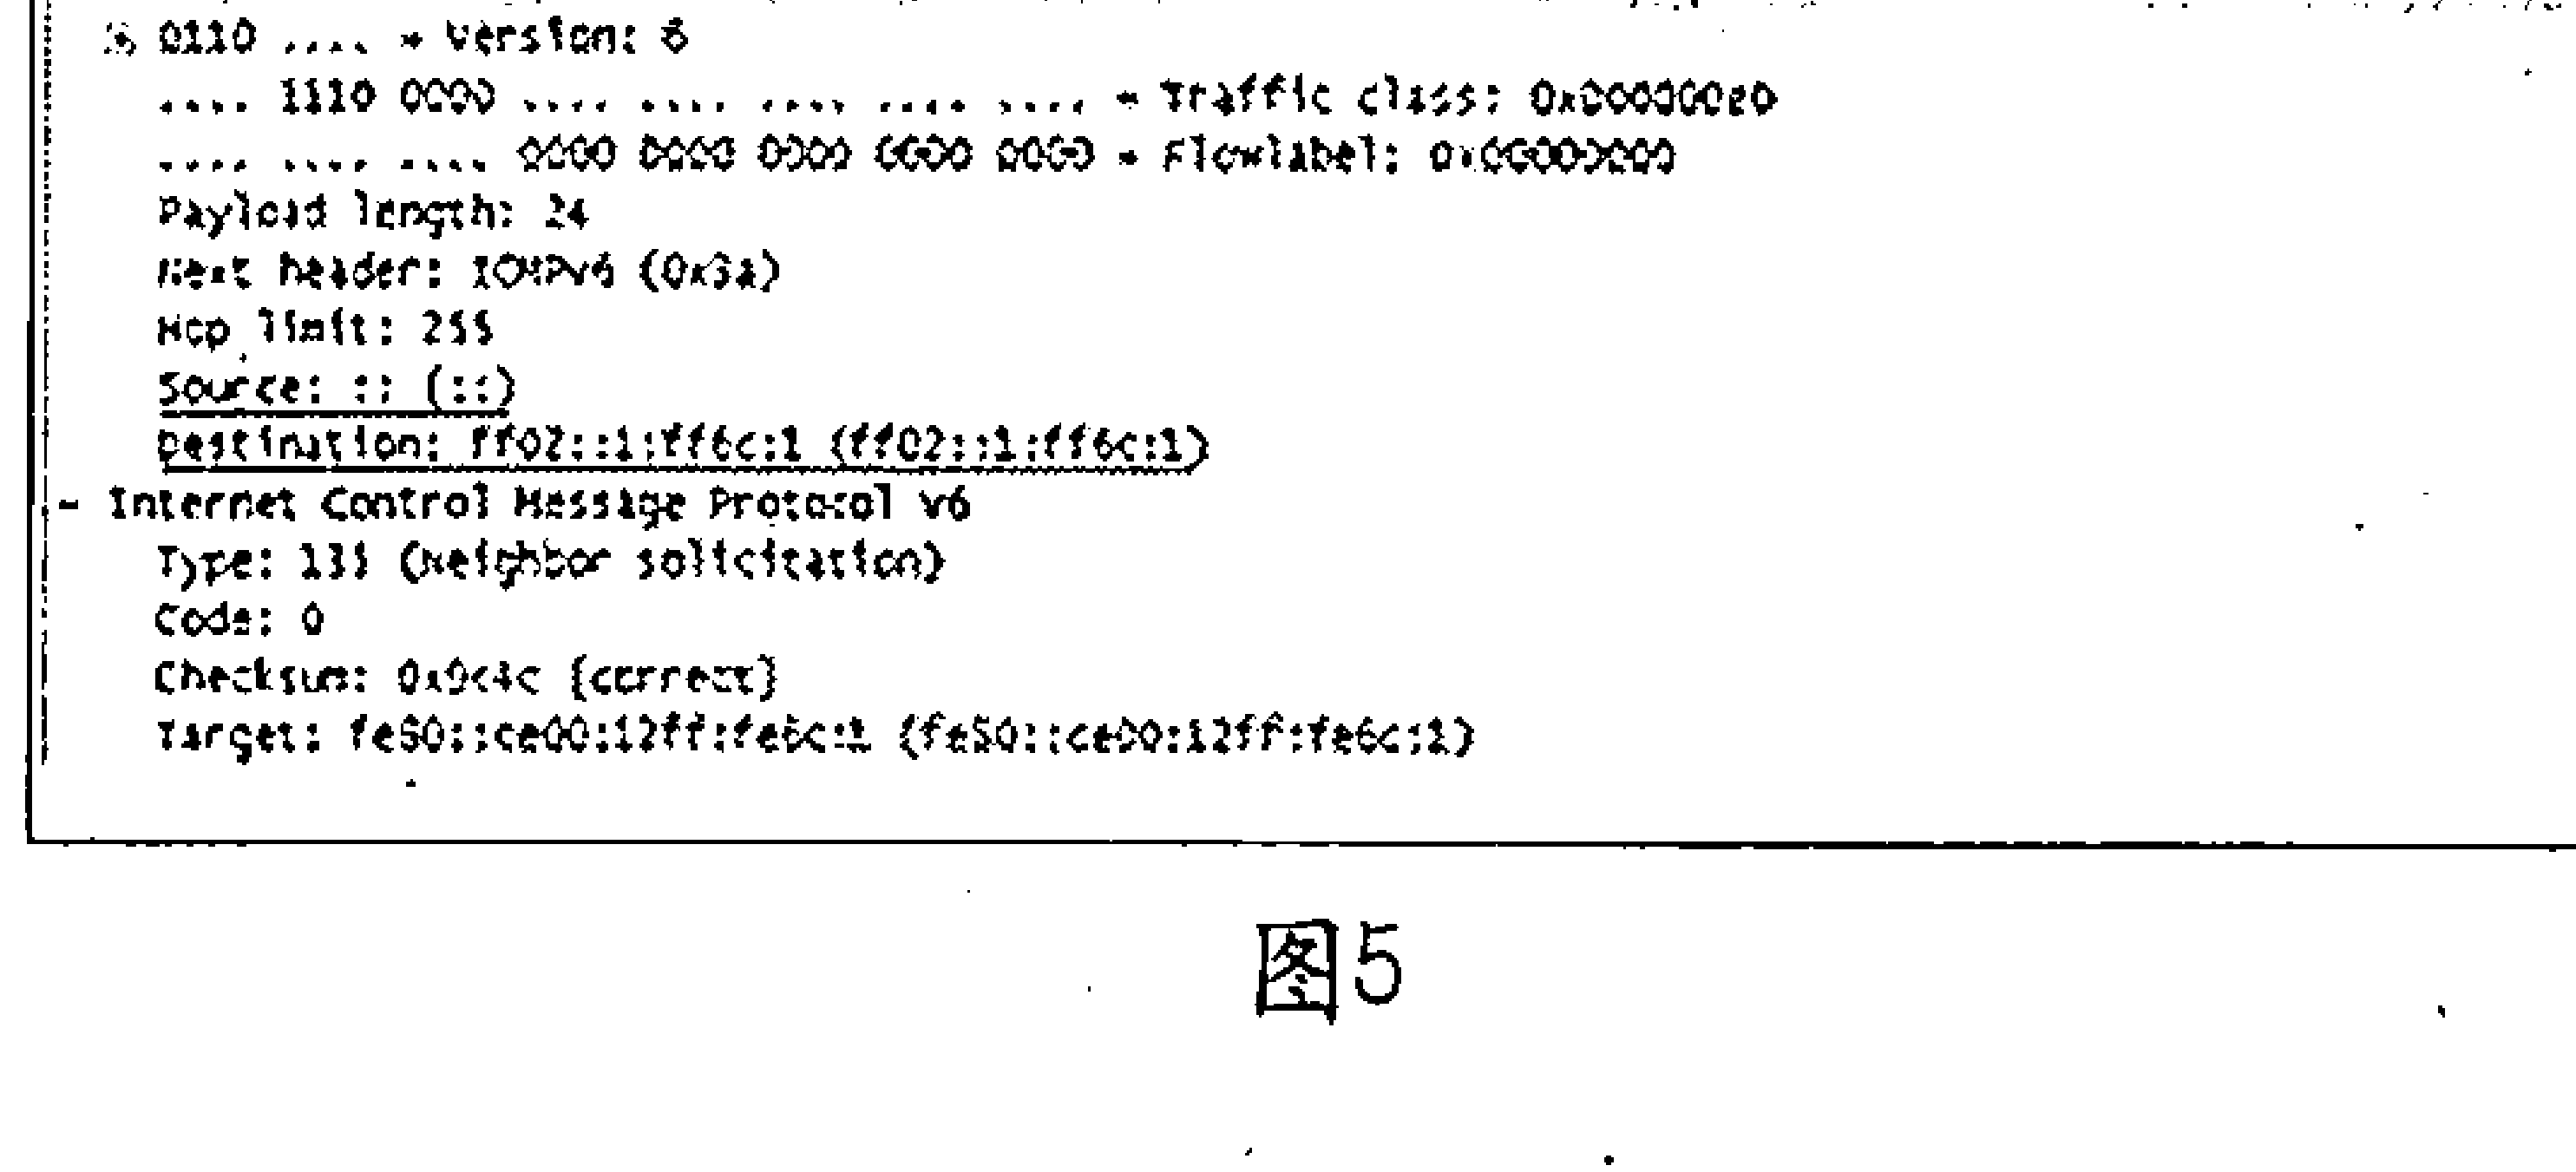 0110 .... = Version: 6
.... 1110 0000 .... .... .... .... .... = Traffic class: 0x000000e0
.... .... .... 0000 0000 0000 0000 0000 = Flowlabel: 0x00000000
Payload length: 24
Next header: ICMPv6 (0x3a)
Hop limit: 255
Source: :: (::)
Destination: ff02::1:ff6c:1 (ff02::1:ff6c:1)
- Internet Control Message Protocol v6
Type: 135 (Neighbor solicitation)
Code: 0
Checksum: 0x9c4c [correct]
Target: fe80::ce00:12ff:fe6c:1 (fe80::ce00:12ff:fe6c:1)
图5